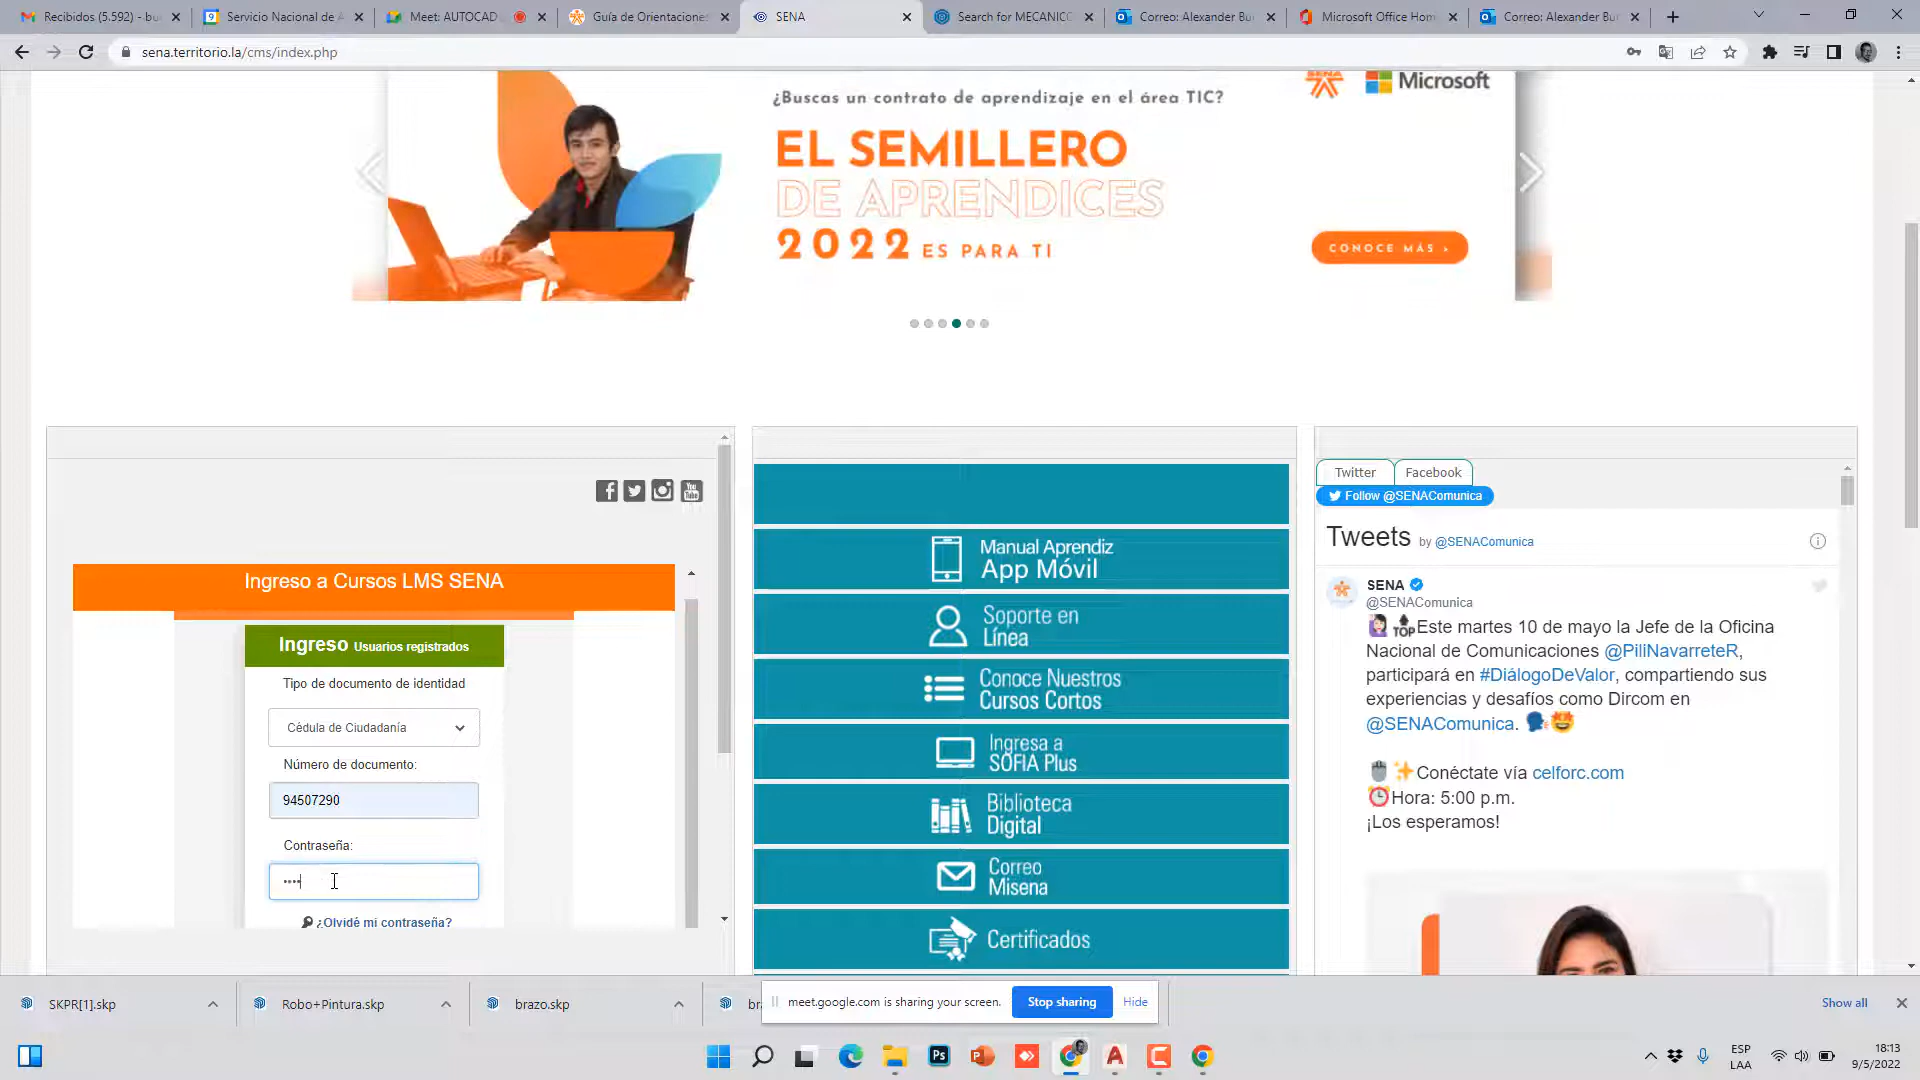 Recibidos (5.592) - bu
Servicio Nacional de A
Meet: AUTOCAD
Guía de Orientaciones
SENA
Search for MECANICO
Correo: Alexander Bur
Microsoft Office Hom
Correo: Alexander Bur
sena.territorio.la/cms/index.php
¿Buscas un contrato de aprendizaje en el área TIC?
SENA
Microsoft
EL SEMILLERO
DE APRENDICES
2022 ES PARA TI
CONOCE MÁS >
Ingreso a Cursos LMS SENA
Ingreso Usuarios registrados
Tipo de documento de identidad
Cédula de Ciudadanía
Número de documento:
94507290
Contraseña:
••••
¿Olvidé mi contraseña?
Manual Aprendiz
App Móvil
Soporte en
Línea
Conoce Nuestros
Cursos Cortos
Ingresa a
SOFIA Plus
Biblioteca
Digital
Correo
Misena
Certificados
Twitter
Facebook
Follow @SENAComunica
Tweets by @SENAComunica
SENA
@SENAComunica
TOP Este martes 10 de mayo la Jefe de la Oficina
Nacional de Comunicaciones @PiliNavarreteR,
participará en #DiálogoDeValor, compartiendo sus
experiencias y desafíos como Dircom en
@SENAComunica.
Conéctate vía celforc.com
Hora: 5:00 p.m.
¡Los esperamos!
SKPR[1].skp
Robo+Pintura.skp
brazo.skp
meet.google.com is sharing your screen.
Stop sharing
Hide
Show all
ESP
LAA
18:13
9/5/2022